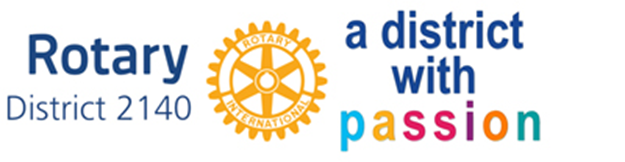 Rotary
District 2140
ROTARY
INTERNATIONAL
a district
with
passion